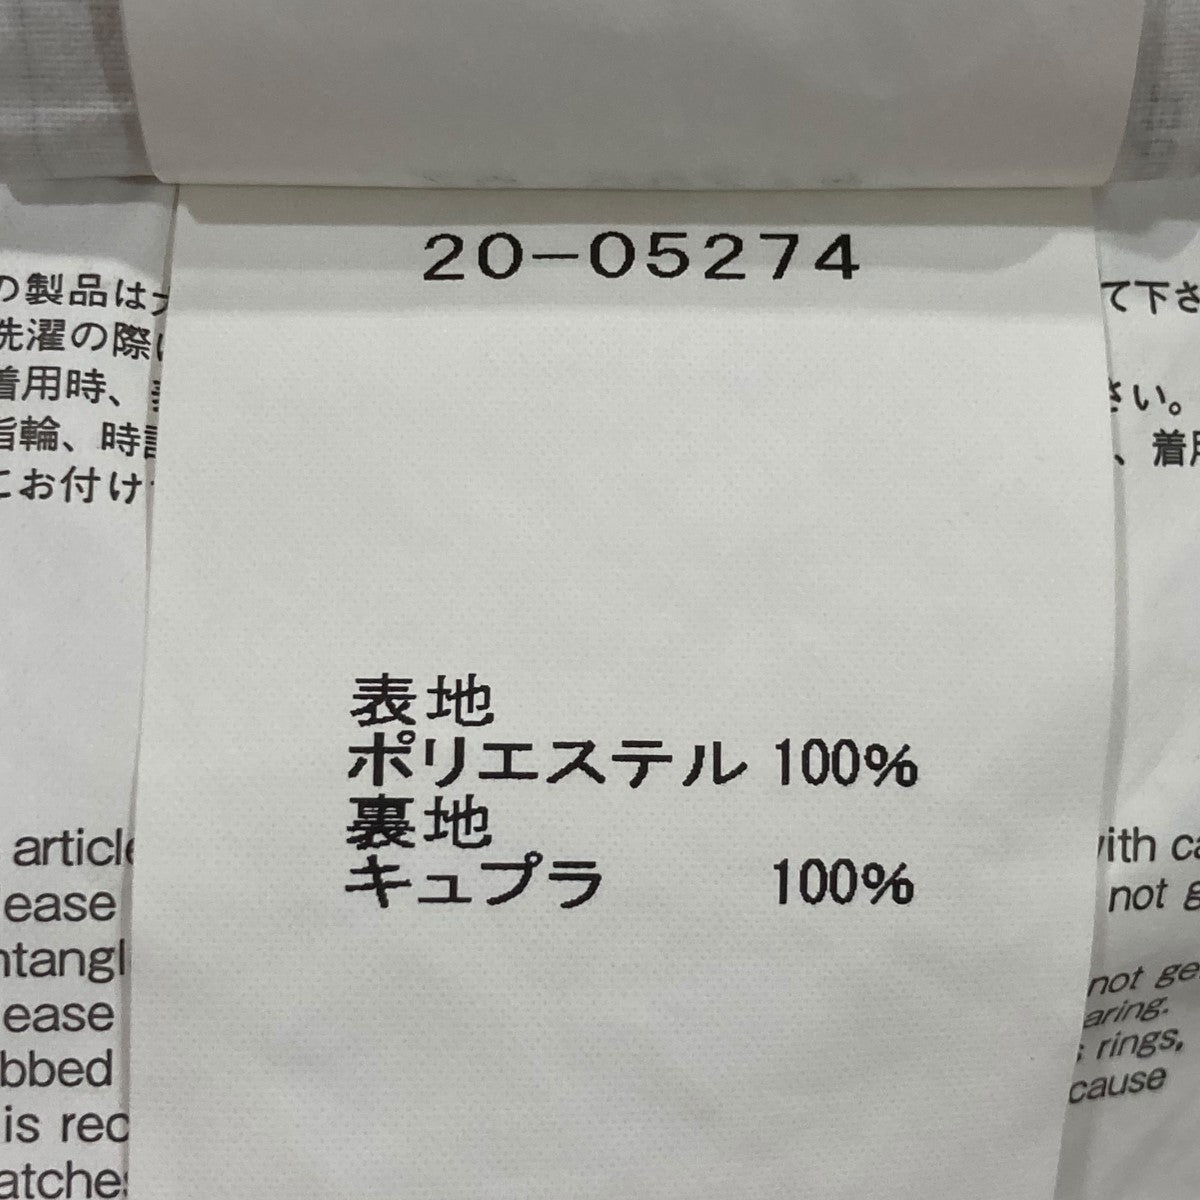 20-05274
の製品は
洗濯の際
着用時、
指輪、時計
お付け
て下さ
さい。
、着用
表地
ポリエステル 100%
裏地
キュプラ 100%
article
ease
ntangl
ease
bbed
is rec
atches
with ca
not g
not ge
aring.
rings,
cause